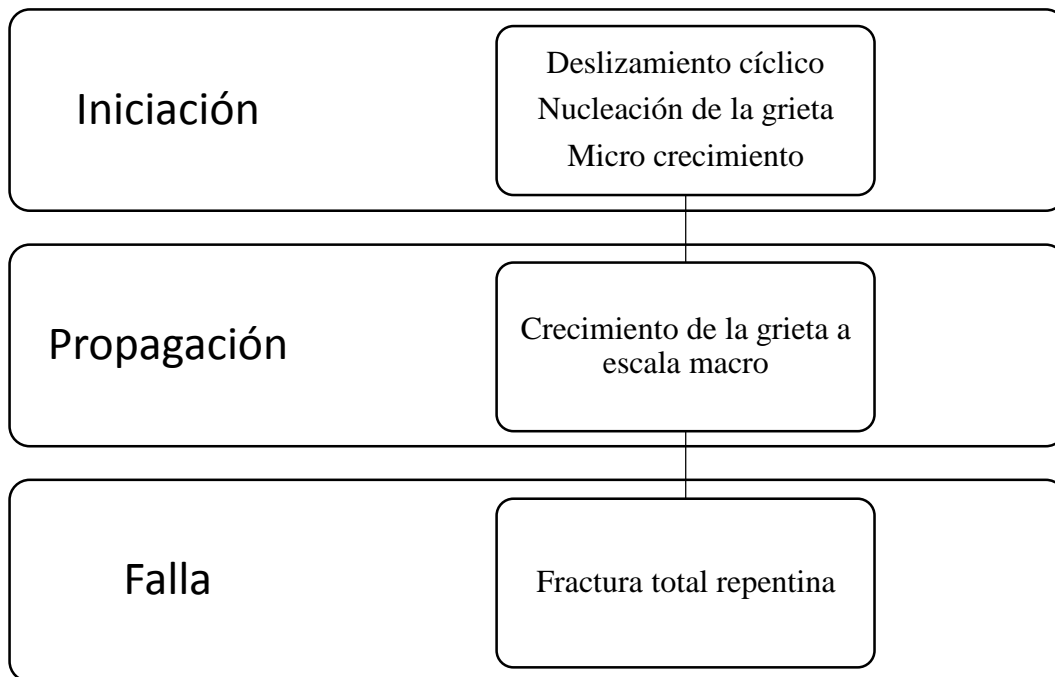 Iniciación
Deslizamiento cíclico
Nucleación de la grieta
Micro crecimiento
Propagación
Crecimiento de la grieta a
escala macro
Falla
Fractura total repentina